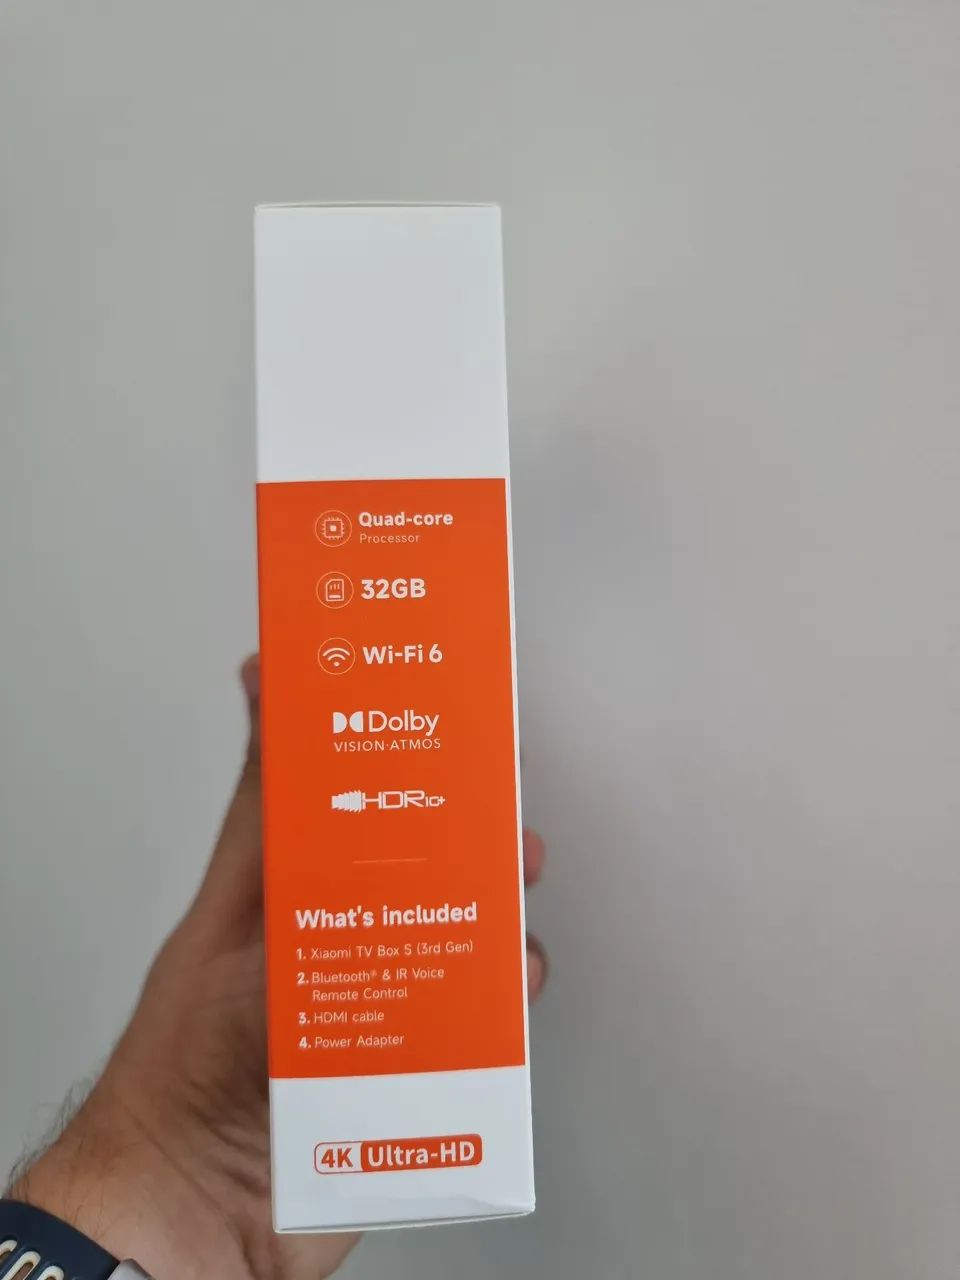 Quad-core
Processor
32GB
Wi-Fi 6
Dolby
VISION·ATMOS
HDR10+
What's included
1. Xiaomi TV Box S (3rd Gen)
2. Bluetooth® & IR Voice
Remote Control
3. HDMI cable
4. Power Adapter
4K Ultra-HD